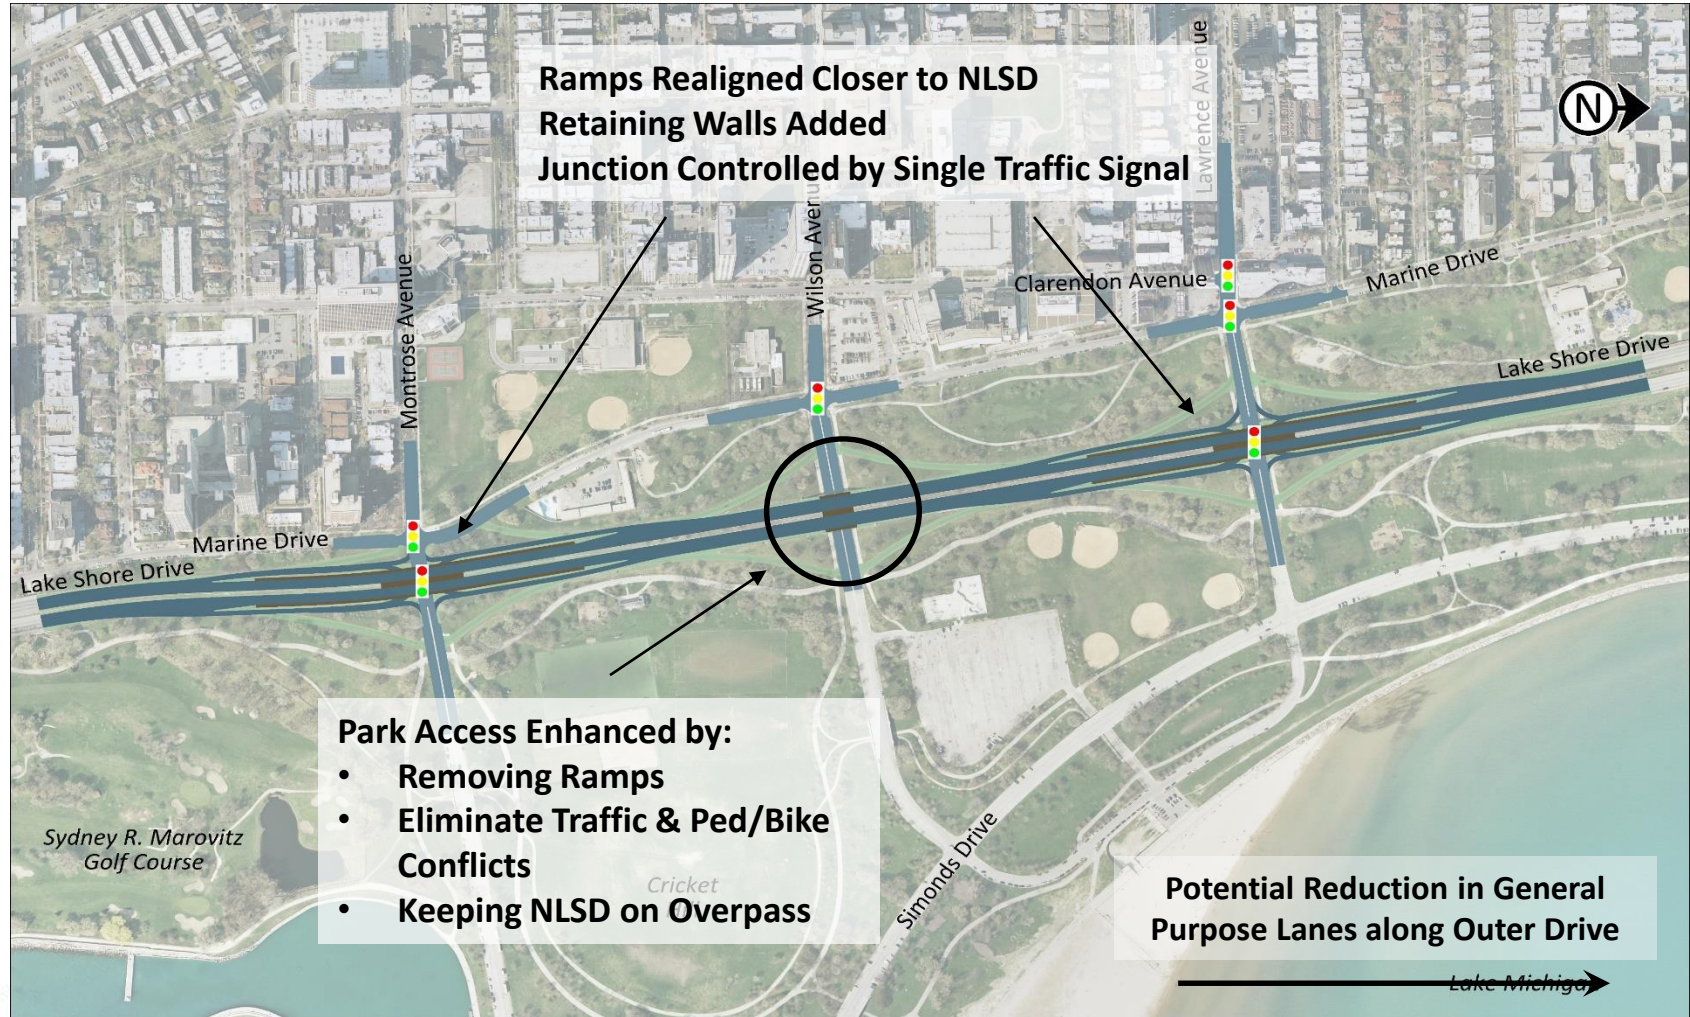 Ramps Realigned Closer to NLSD
Retaining Walls Added
Junction Controlled by Single Traffic Signal
N
Lawrence Avenue
Wilson Avenu
Montrose Avenue
Clarendon Avenue
Marine Drive
Lake Shore Drive
Marine Drive
Lake Shore Drive
Park Access Enhanced by:
• Removing Ramps
• Eliminate Traffic & Ped/Bike
Conflicts
• Keeping NLSD on Overpass
Sydney R. Marovitz
Golf Course
Cricket
Hill
Simonds Drive
Potential Reduction in General
Purpose Lanes along Outer Drive
Lake Michigan